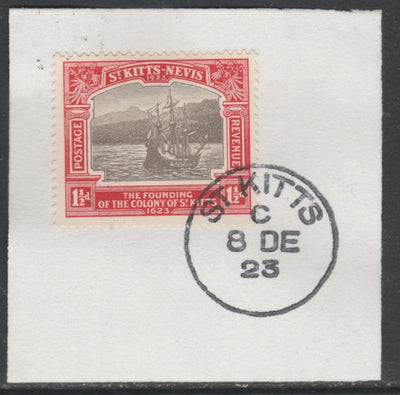 ST KITTS-NEVIS
1923
POSTAGE
REVENUE
1½d
1½d
THE FOUNDING
OF THE COLONY OF ST KITTS
1623
ST. KITTS
C
8 DE
23